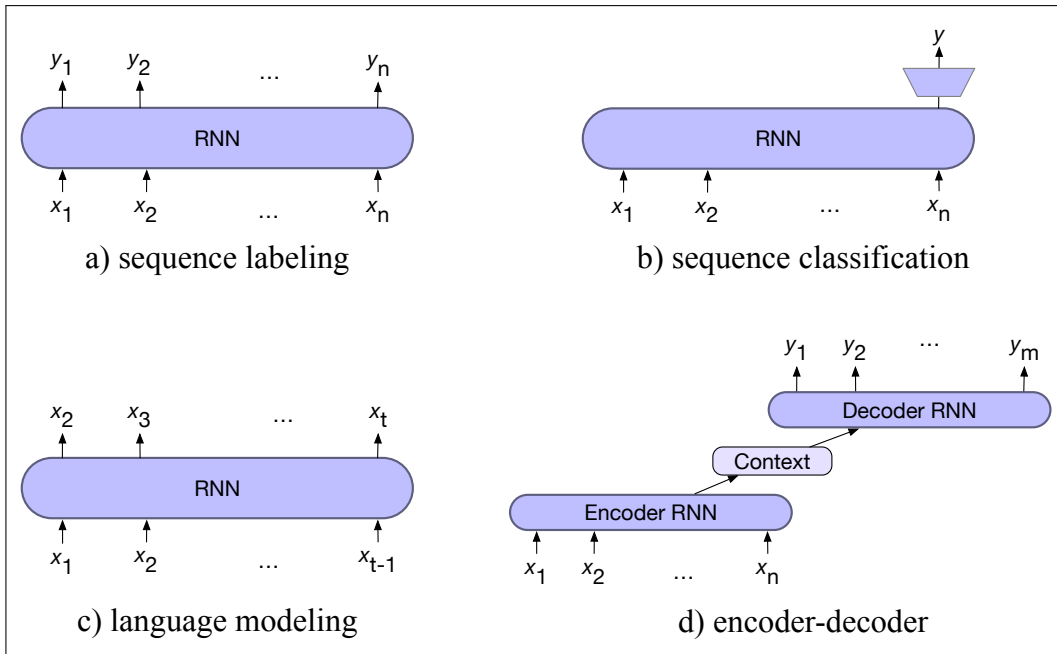 y1 y2 ... yn
RNN
x1 x2 ... xn
a) sequence labeling
y
RNN
x1 x2 ... xn
b) sequence classification
x2 x3 ... xt
RNN
x1 x2 ... xt-1
c) language modeling
y1 y2 ... ym
Decoder RNN
Context
Encoder RNN
x1 x2 ... xn
d) encoder-decoder